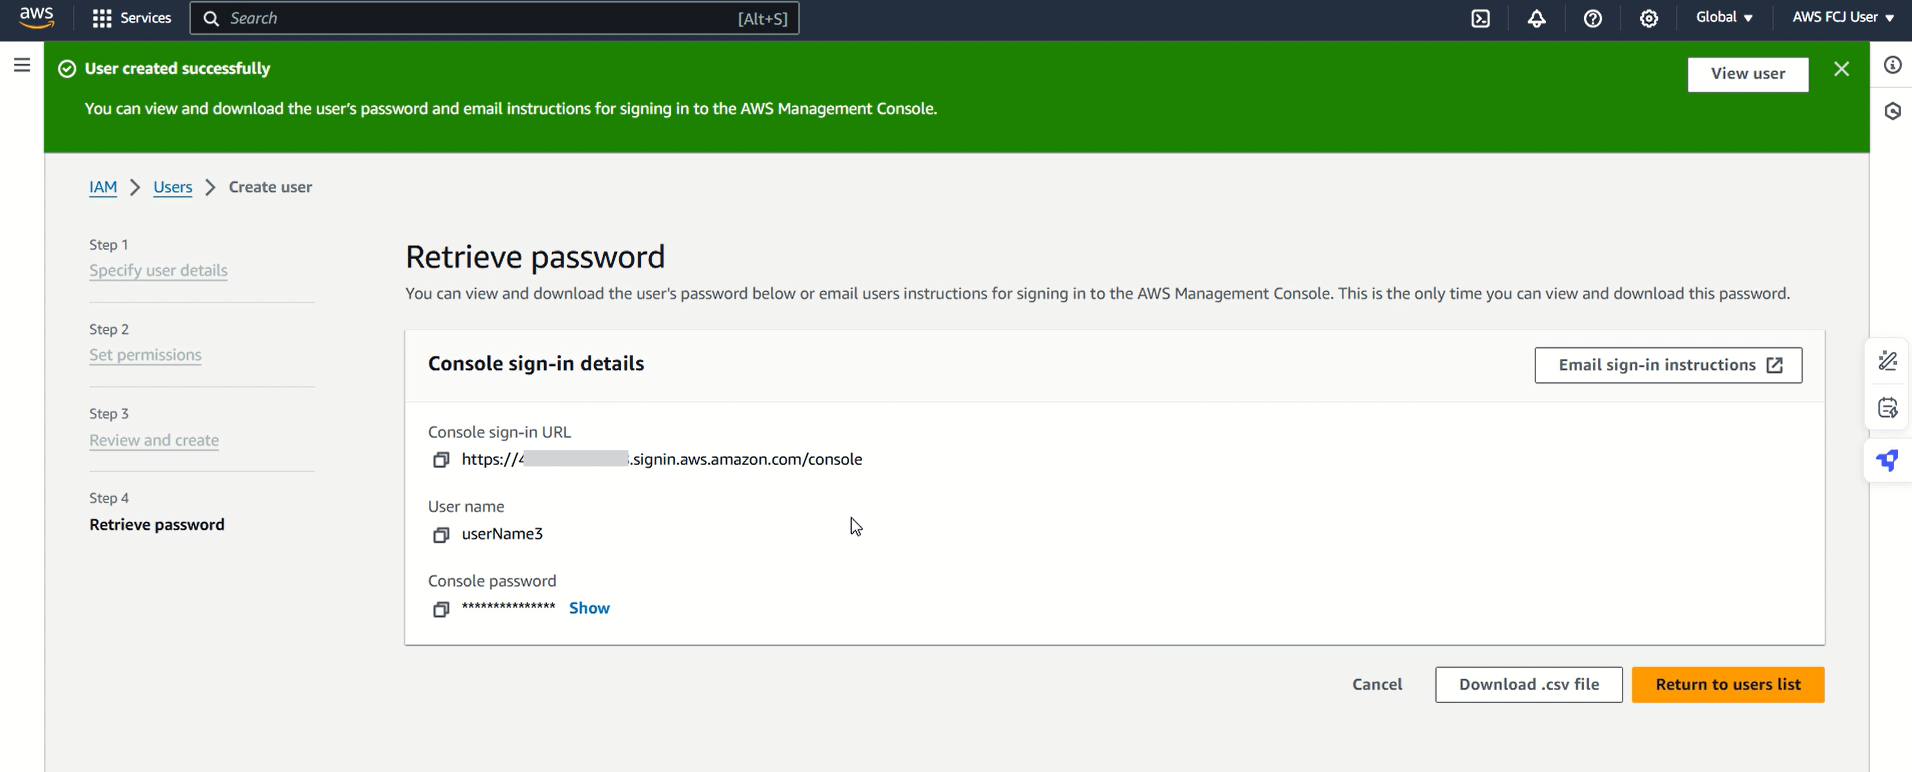 aws
Services
Search
[Alt+S]
Global
AWS FCJ User
User created successfully
View user
You can view and download the user's password and email instructions for signing in to the AWS Management Console.
IAM > Users > Create user
Step 1
Specify user details
Step 2
Set permissions
Step 3
Review and create
Step 4
Retrieve password
Retrieve password
You can view and download the user's password below or email users instructions for signing in to the AWS Management Console. This is the only time you can view and download this password.
Console sign-in details
Email sign-in instructions
Console sign-in URL
https://4 .signin.aws.amazon.com/console
User name
userName3
Console password
*************** Show
Cancel
Download .csv file
Return to users list